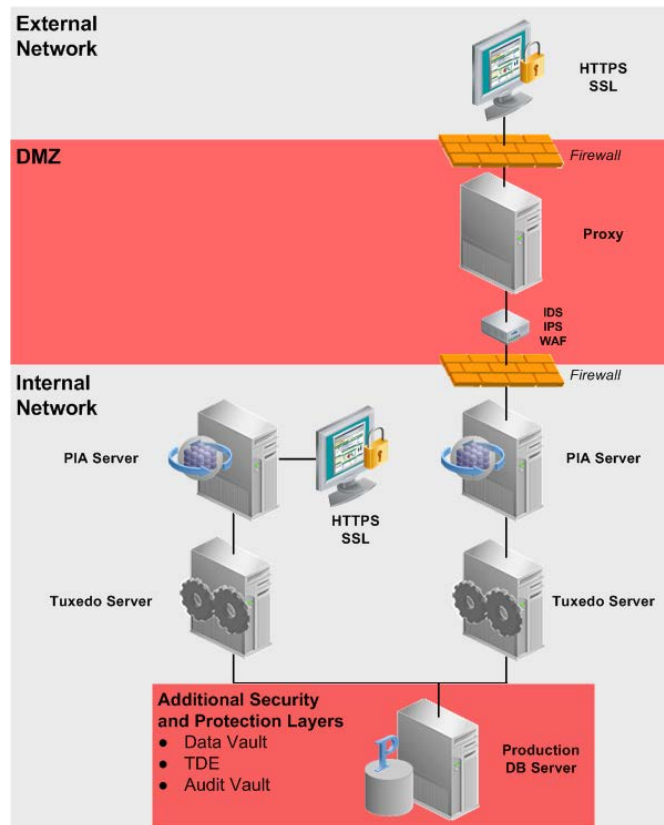 External
Network
HTTPS
SSL
DMZ
Firewall
Proxy
IDS
IPS
WAF
Firewall
Internal
Network
PIA Server
HTTPS
SSL
PIA Server
Tuxedo Server
Tuxedo Server
Additional Security
and Protection Layers
● Data Vault
● TDE
● Audit Vault
P
Production
DB Server